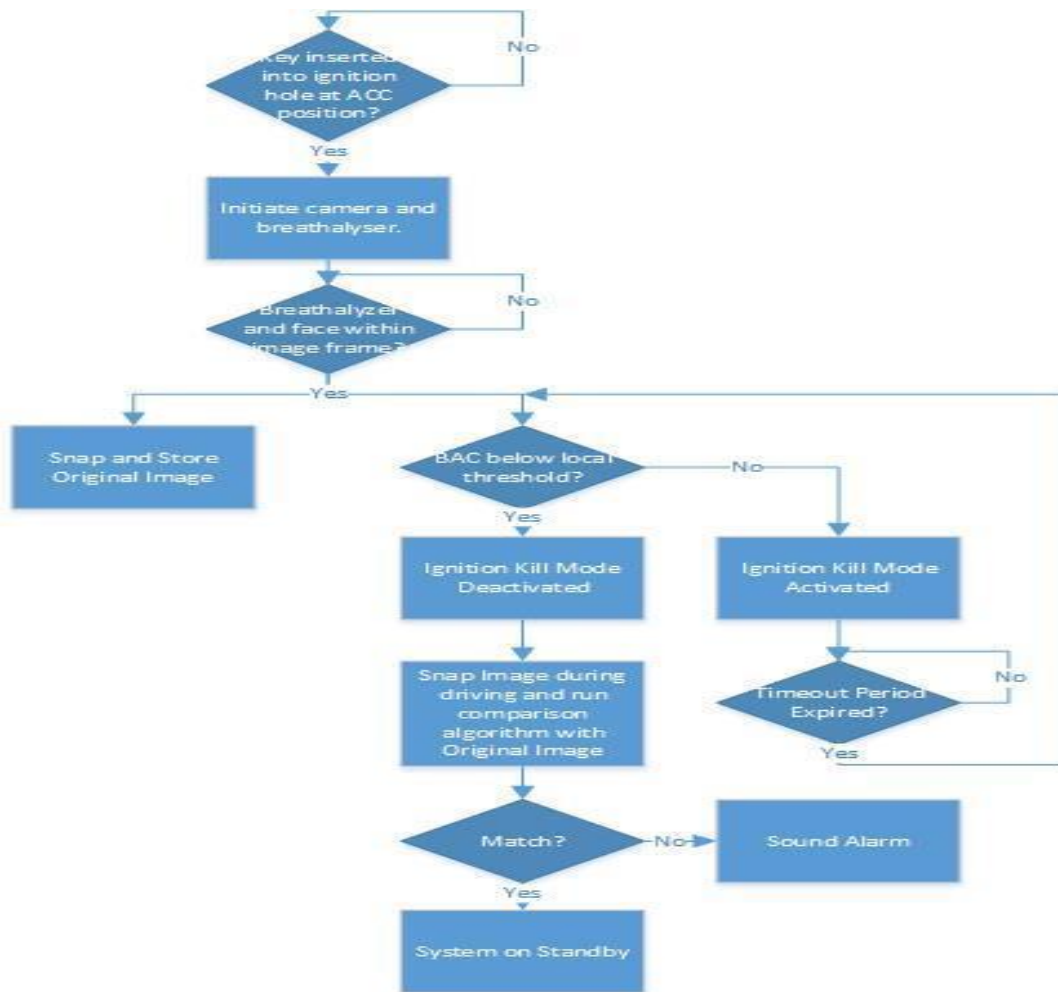 No
Key inserted
into ignition
hole at ACC
position?
Yes
Initiate camera and
breathalyser.
No
Breathalyzer
and face within
image frame?
Yes
Snap and Store
Original Image
BAC below local
threshold?
No
Yes
Ignition Kill Mode
Deactivated
Ignition Kill Mode
Activated
Snap Image during
driving and run
comparison
algorithm with
Original Image
No
Timeout Period
Expired?
Yes
Match?
No
Sound Alarm
Yes
System on Standby